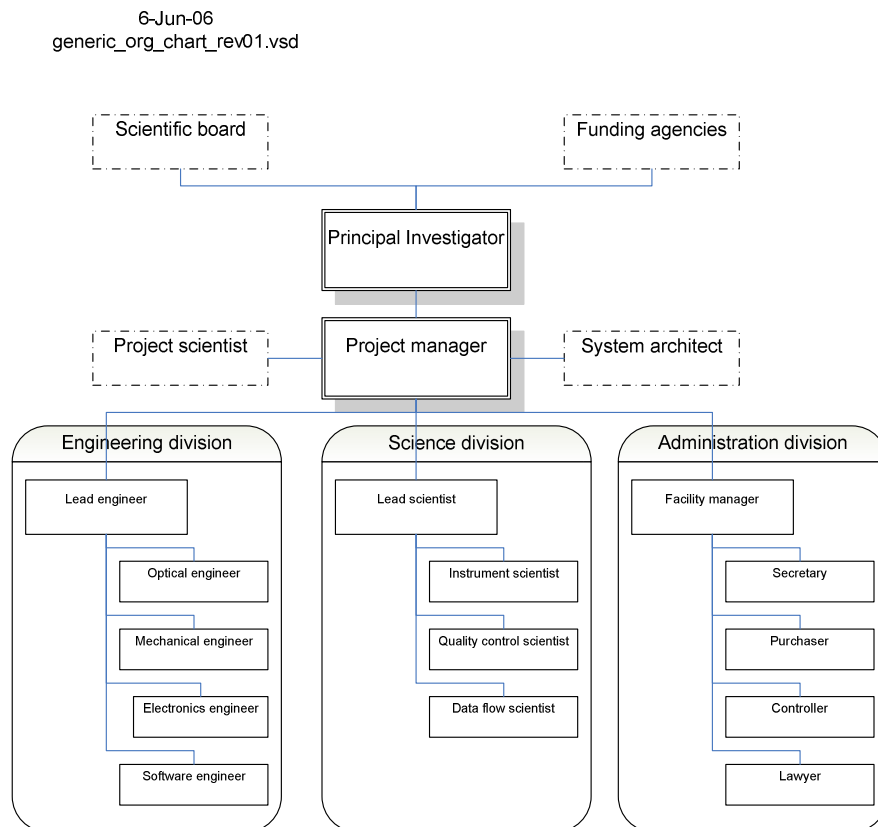 6-Jun-06
generic_org_chart_rev01.vsd
Scientific board
Funding agencies
Principal Investigator
Project scientist
Project manager
System architect
Engineering division
Lead engineer
Optical engineer
Mechanical engineer
Electronics engineer
Software engineer
Science division
Lead scientist
Instrument scientist
Quality control scientist
Data flow scientist
Administration division
Facility manager
Secretary
Purchaser
Controller
Lawyer